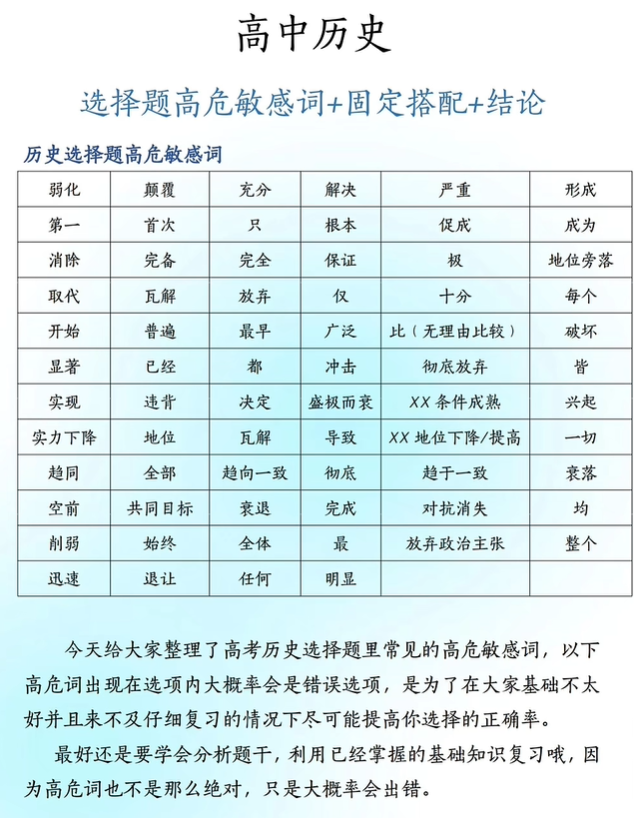 高中历史
选择题高危敏感词+固定搭配+结论
历史选择题高危敏感词
弱化 颠覆 充分 解决 严重 形成
第一 首次 只 根本 促成 成为
消除 完备 完全 保证 极 地位旁落
取代 瓦解 放弃 仅 十分 每个
开始 普遍 最早 广泛 比（无理由比较） 破坏
显著 已经 都 冲击 彻底放弃 皆
实现 违背 决定 盛极而衰 XX 条件成熟 兴起
实力下降 地位 瓦解 导致 XX 地位下降/提高 一切
趋同 全部 趋向一致 彻底 趋于一致 衰落
空前 共同目标 衰退 完成 对抗消失 均
削弱 始终 全体 最 放弃政治主张 整个
迅速 退让 任何 明显
今天给大家整理了高考历史选择题里常见的高危敏感词，以下
高危词出现在选项内大概率会是错误选项，是为了在大家基础不太
好并且来不及仔细复习的情况下尽可能提高你选择的正确率。
最好还是要学会分析题干，利用已经掌握的基础知识复习哦，因
为高危词也不是那么绝对，只是大概率会出错。